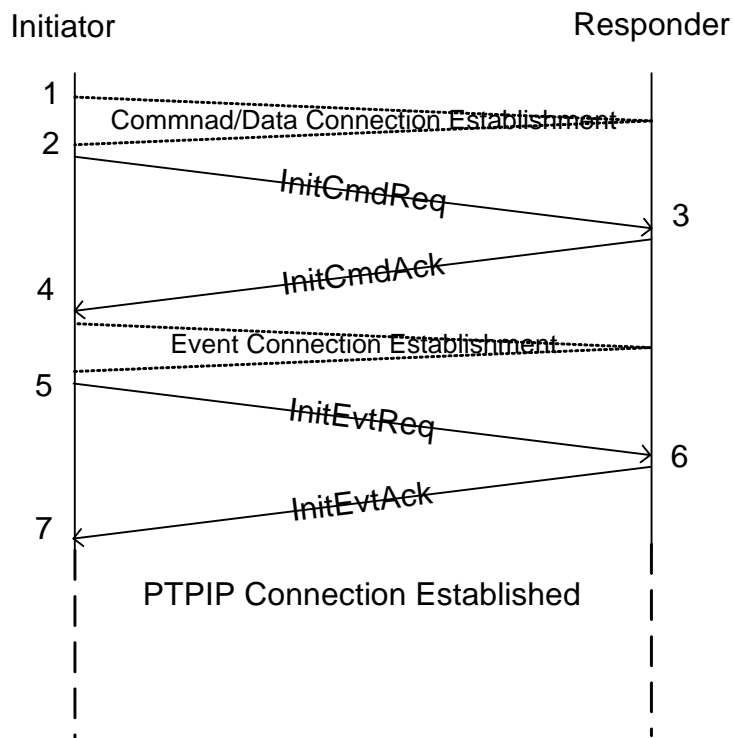 Initiator
Responder
1
Commnad/Data Connection Establishment
2
InitCmdReq
3
InitCmdAck
4
Event Connection Establishment
5
InitEvtReq
6
InitEvtAck
7
PTPIP Connection Established